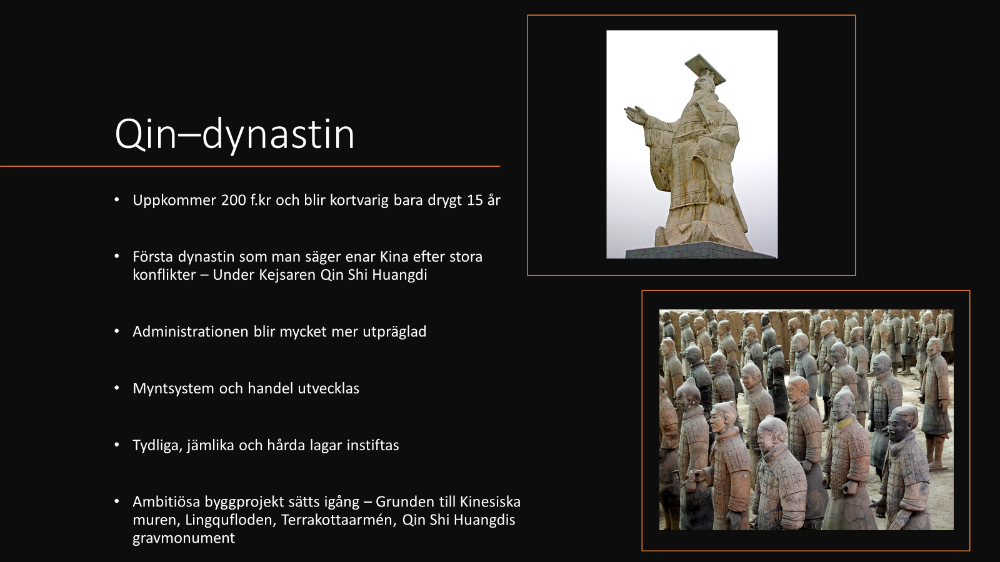 Qin–dynastin
• Uppkommer 200 f.kr och blir kortvarig bara drygt 15 år
• Första dynastin som man säger enar Kina efter stora
konflikter – Under Kejsaren Qin Shi Huangdi
• Administrationen blir mycket mer utpräglad
• Myntsystem och handel utvecklas
• Tydliga, jämlika och hårda lagar instiftas
• Ambitiösa byggprojekt sätts igång – Grunden till Kinesiska
muren, Lingqufloden, Terrakottaarmén, Qin Shi Huangdis
gravmonument